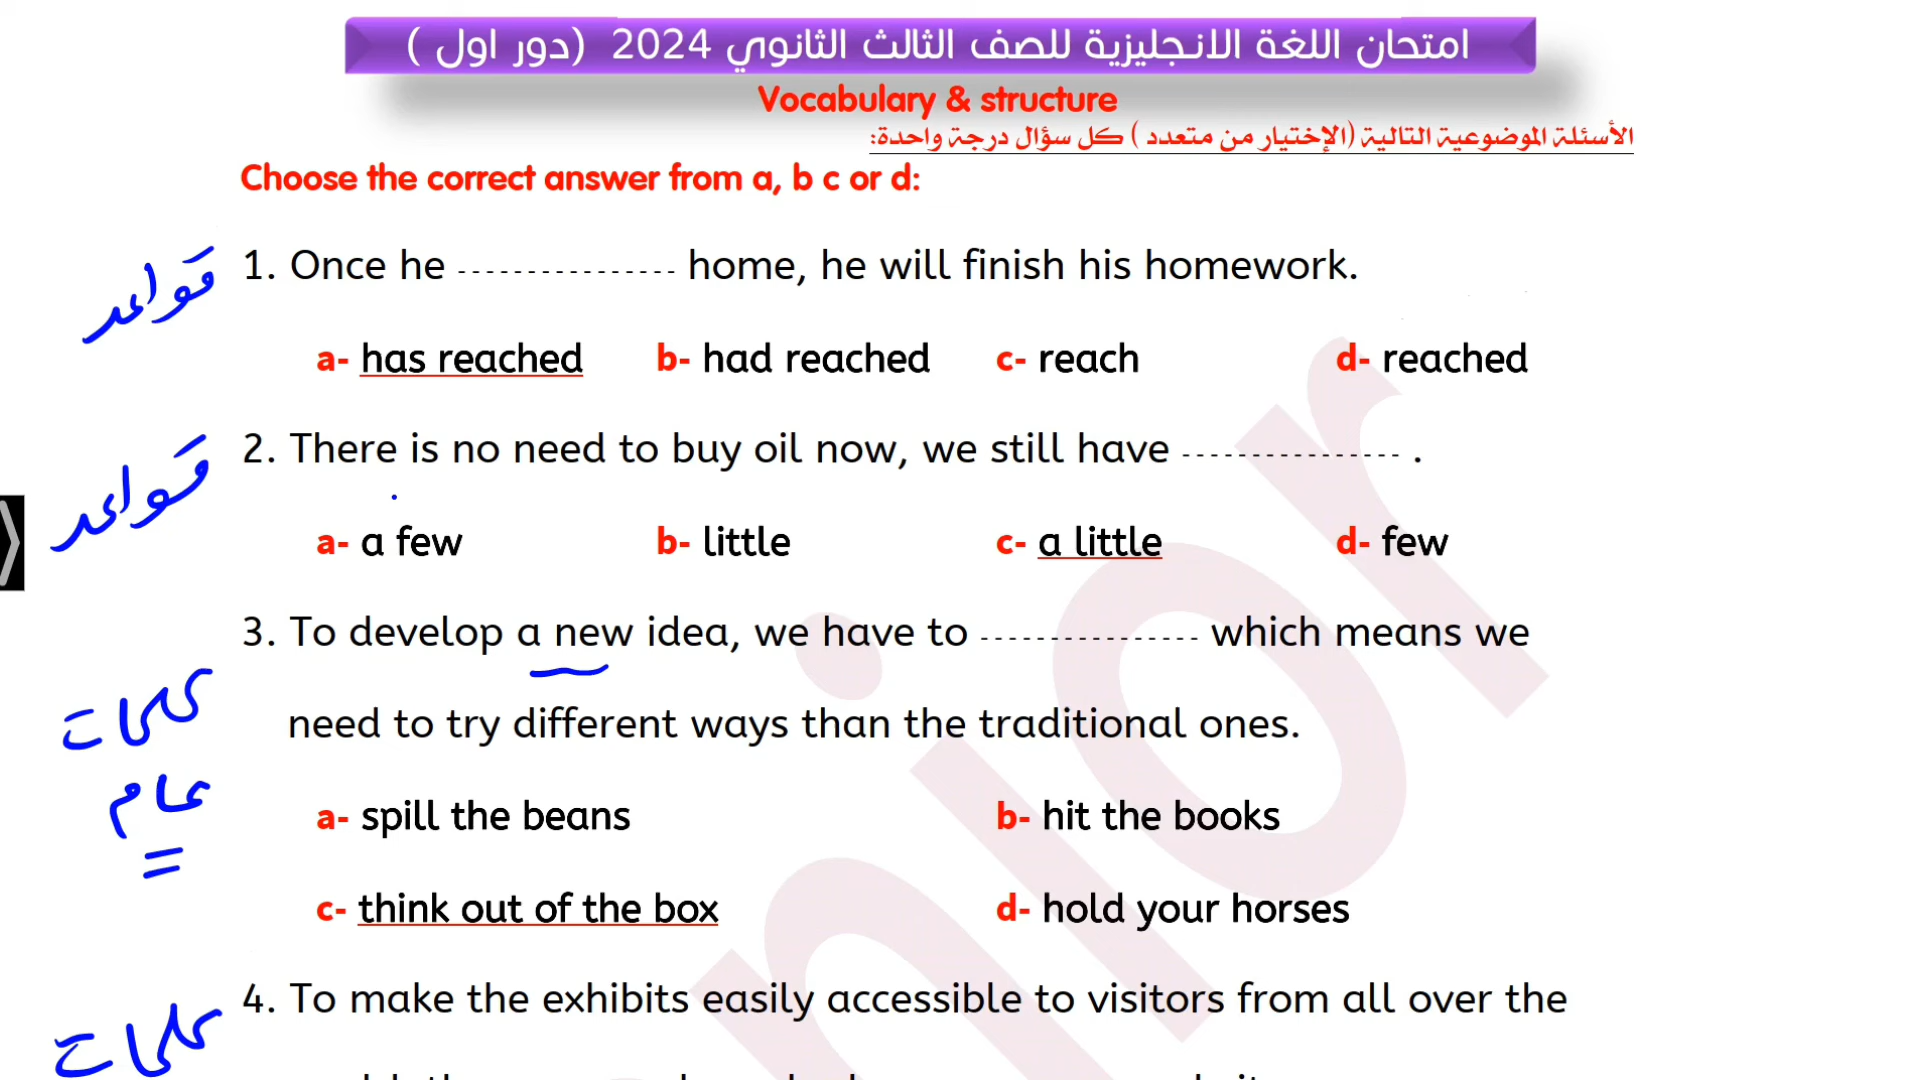 امتحان اللغة الانجليزية للصف الثالث الثانوي 2024 (دور اول )
Vocabulary & structure
الأسئلة الموضوعية التالية (الإختيار من متعدد ) كل سؤال درجة واحدة:
Choose the correct answer from a, b c or d:
قواعد
1. Once he ---------------- home, he will finish his homework.
a- has reached b- had reached c- reach d- reached
قواعد
2. There is no need to buy oil now, we still have ---------------- .
a- a few b- little c- a little d- few
3. To develop a new idea, we have to ---------------- which means we
كلمات
need to try different ways than the traditional ones.
عام
a- spill the beans b- hit the books
c- think out of the box d- hold your horses
4. To make the exhibits easily accessible to visitors from all over the
كلمات